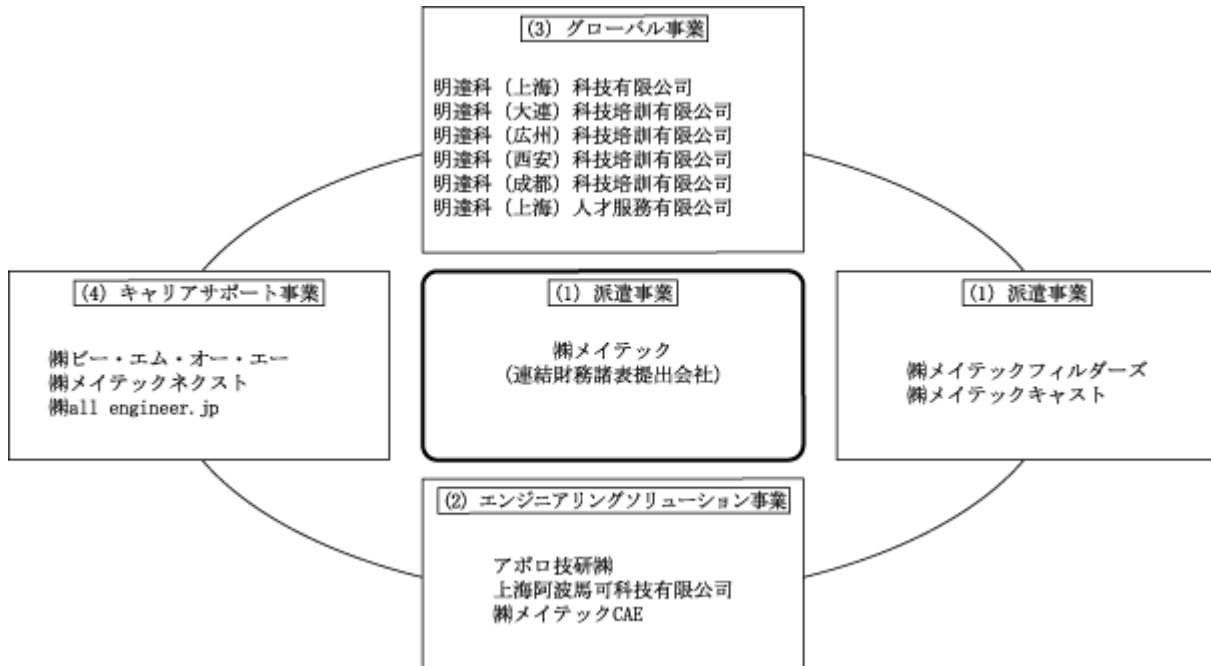 (3) グローバル事業
明達科（上海）科技有限公司
明達科（大連）科技培訓有限公司
明達科（広州）科技培訓有限公司
明達科（西安）科技培訓有限公司
明達科（成都）科技培訓有限公司
明達科（上海）人才服務有限公司
(4) キャリアサポート事業
㈱ビー・エム・オー・エー
㈱メイテックネクスト
㈱all engineer.jp
(1) 派遣事業
㈱メイテック
(連結財務諸表提出会社)
(1) 派遣事業
㈱メイテックフィルダーズ
㈱メイテックキャスト
(2) エンジニアリングソリューション事業
アポロ技研㈱
上海阿波馬可科技有限公司
㈱メイテックCAE